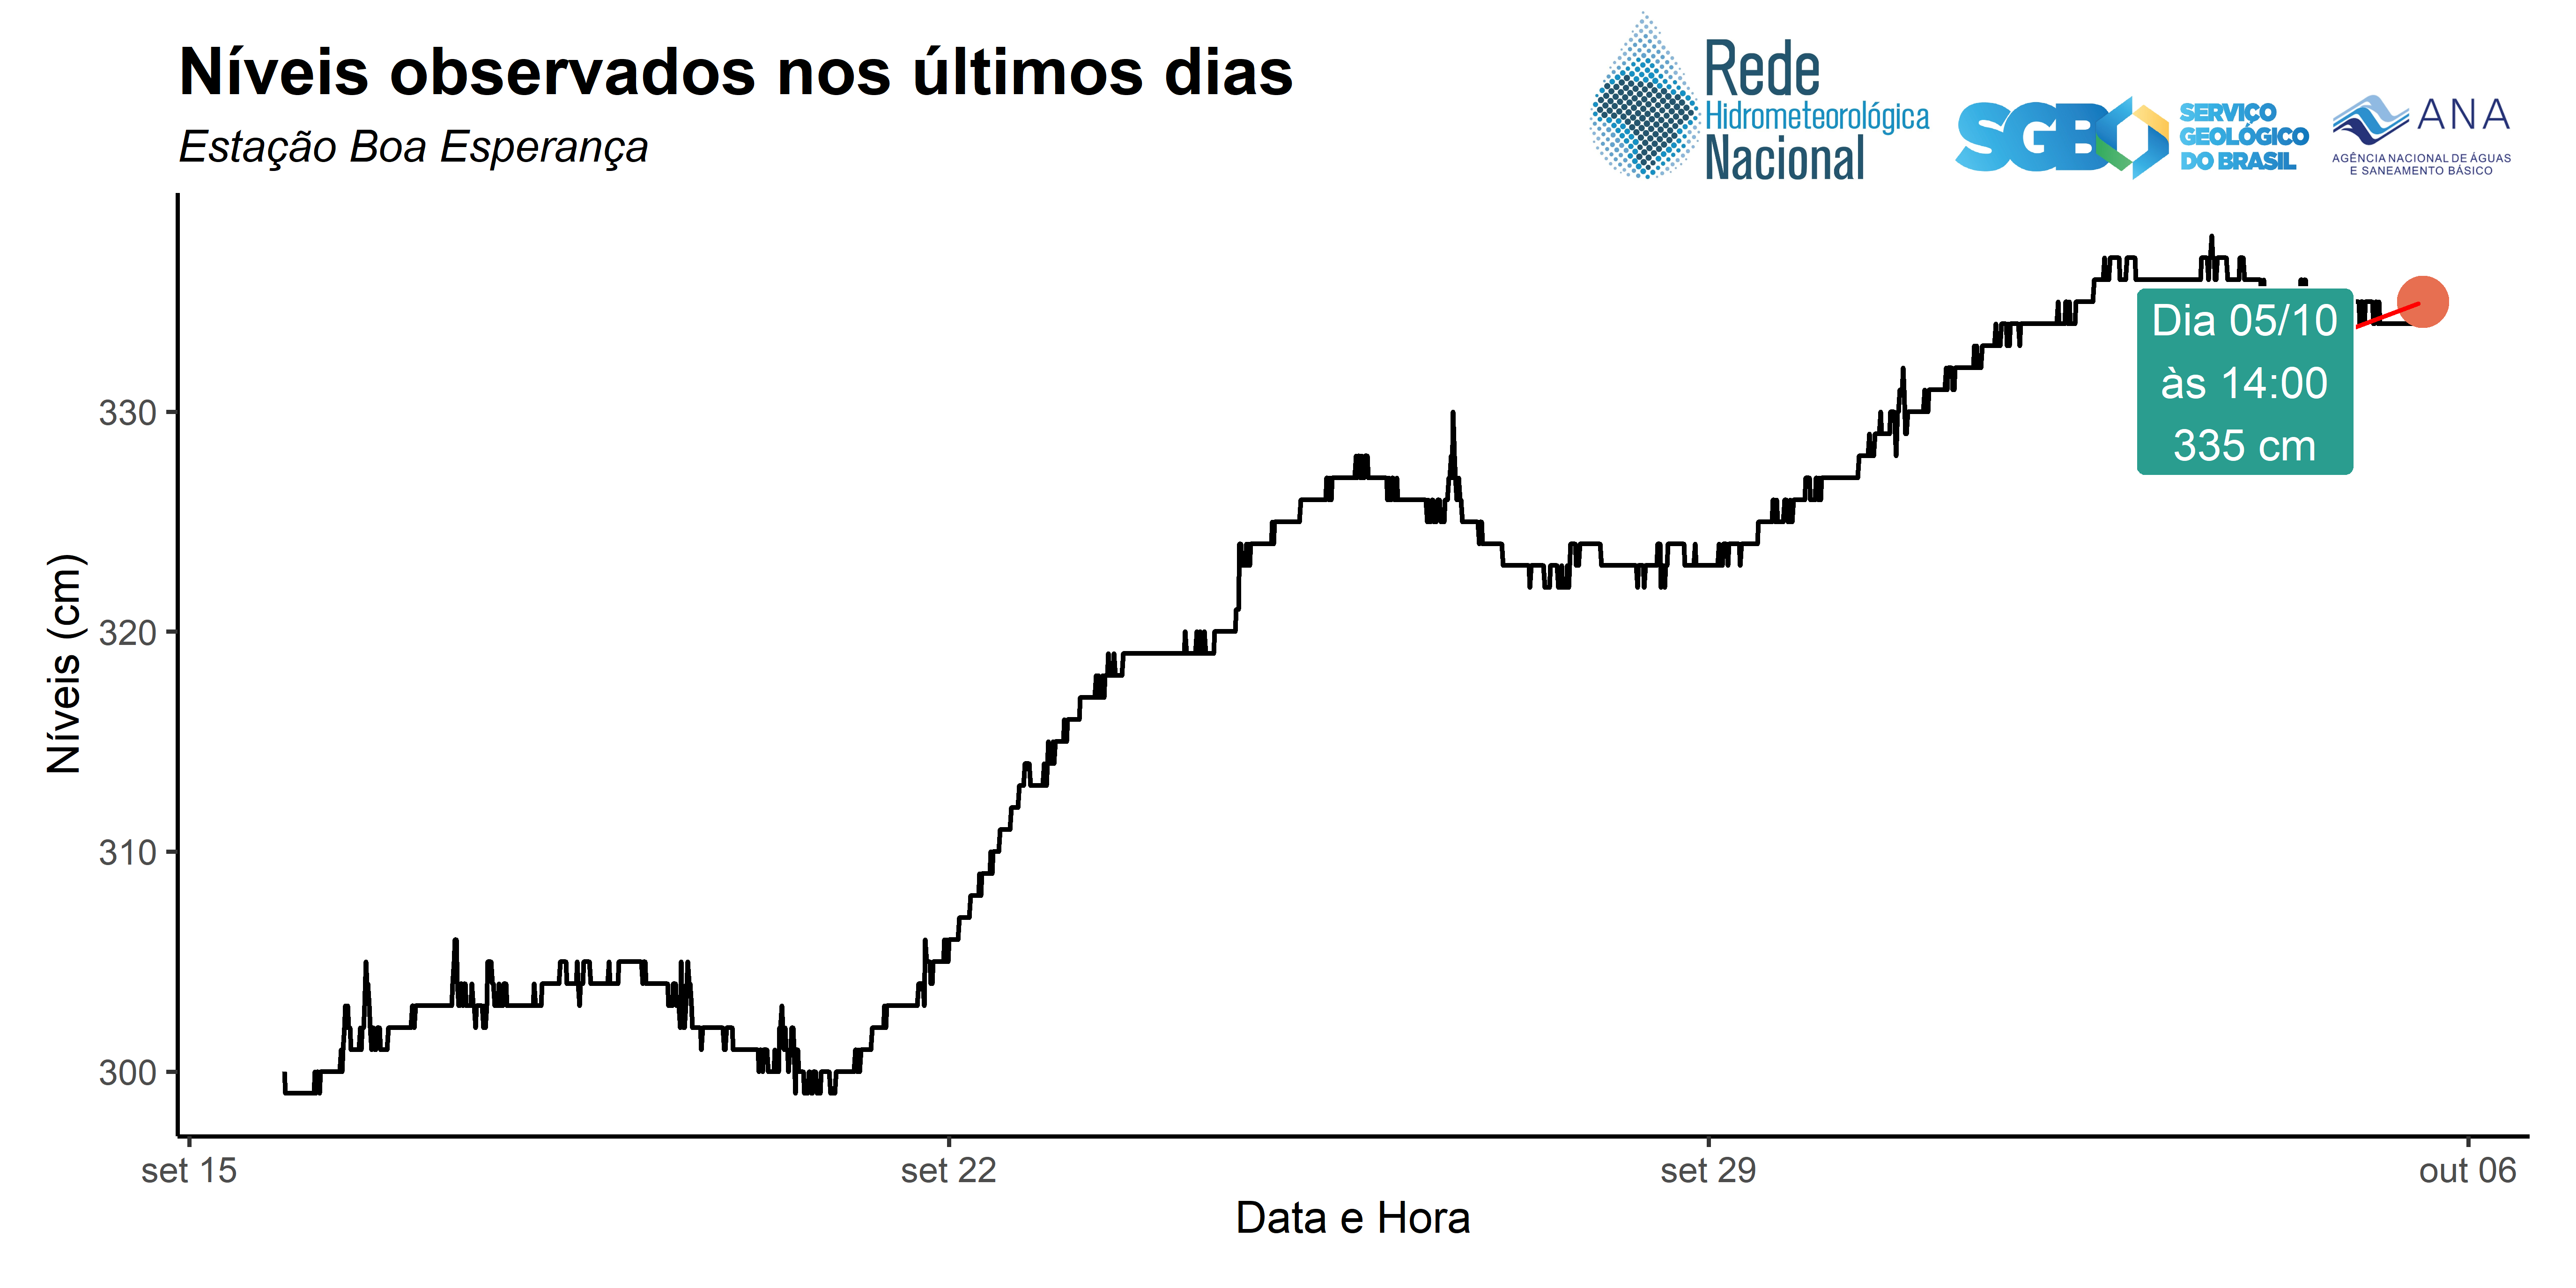 Níveis observados nos últimos dias
Estação Boa Esperança
Rede
Hidrometeorológica
Nacional
SGB
SERVIÇO
GEOLÓGICO
DO BRASIL
ANA
AGÊNCIA NACIONAL DE ÁGUAS
E SANEAMENTO BÁSICO
Dia 05/10
às 14:00
335 cm
Níveis (cm)
330
320
310
300
set 15
set 22
set 29
out 06
Data e Hora